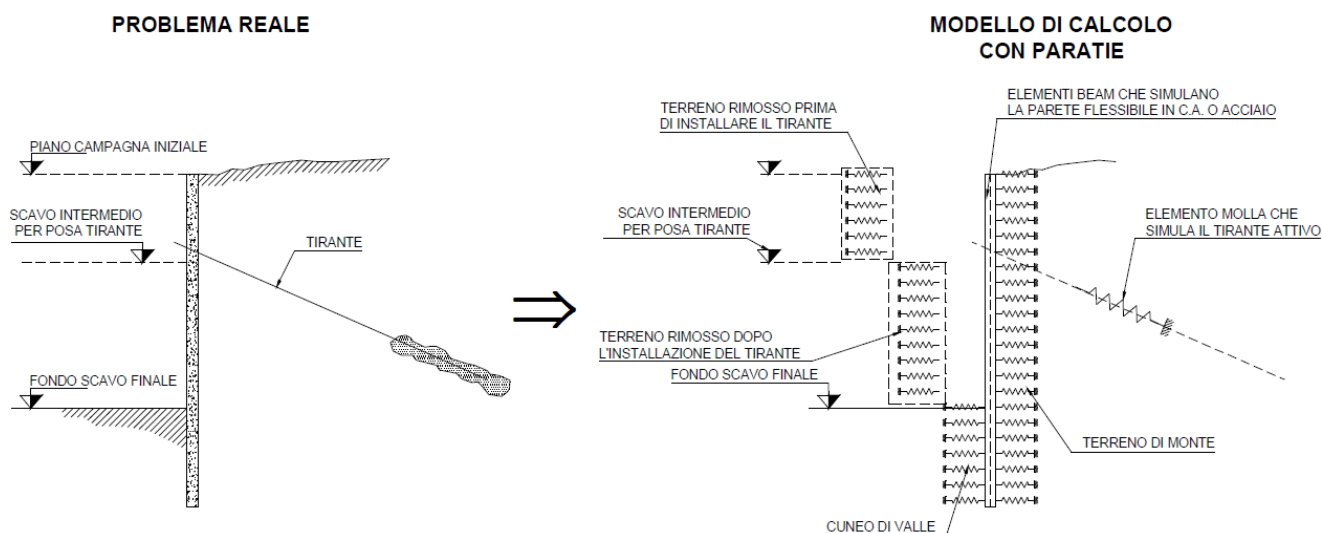 PROBLEMA REALE
PIANO CAMPAGNA INIZIALE
SCAVO INTERMEDIO
PER POSA TIRANTE
TIRANTE
FONDO SCAVO FINALE
MODELLO DI CALCOLO
CON PARATIE
ELEMENTI BEAM CHE SIMULANO
LA PARETE FLESSIBILE IN C.A. O ACCIAIO
TERRENO RIMOSSO PRIMA
DI INSTALLARE IL TIRANTE
SCAVO INTERMEDIO
PER POSA TIRANTE
ELEMENTO MOLLA CHE
SIMULA IL TIRANTE ATTIVO
TERRENO RIMOSSO DOPO
L'INSTALLAZIONE DEL TIRANTE
FONDO SCAVO FINALE
TERRENO DI MONTE
CUNEO DI VALLE